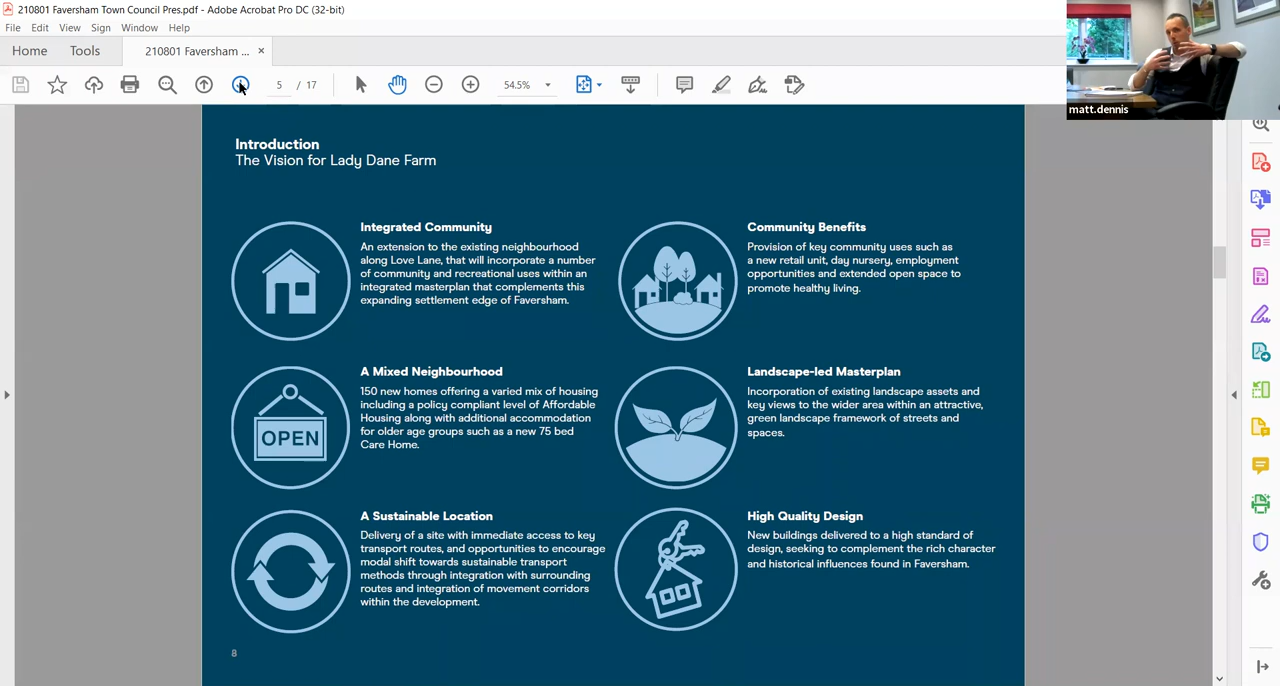 210801 Faversham Town Council Pres.pdf - Adobe Acrobat Pro DC (32-bit)
File Edit View Sign Window Help
Home Tools 210801 Faversham ... ×
5 / 17 54.5%
matt.dennis
Introduction
The Vision for Lady Dane Farm
Integrated Community
An extension to the existing neighbourhood
along Love Lane, that will incorporate a number
of community and recreational uses within an
integrated masterplan that complements this
expanding settlement edge of Faversham.
Community Benefits
Provision of key community uses such as
a new retail unit, day nursery, employment
opportunities and extended open space to
promote healthy living.
OPEN
A Mixed Neighbourhood
150 new homes offering a varied mix of housing
including a policy compliant level of Affordable
Housing along with additional accommodation
for older age groups such as a new 75 bed
Care Home.
Landscape-led Masterplan
Incorporation of existing landscape assets and
key views to the wider area within an attractive,
green landscape framework of streets and
spaces.
A Sustainable Location
Delivery of a site with immediate access to key
transport routes, and opportunities to encourage
modal shift towards sustainable transport
methods through integration with surrounding
routes and integration of movement corridors
within the development.
High Quality Design
New buildings delivered to a high standard of
design, seeking to complement the rich character
and historical influences found in Faversham.
8